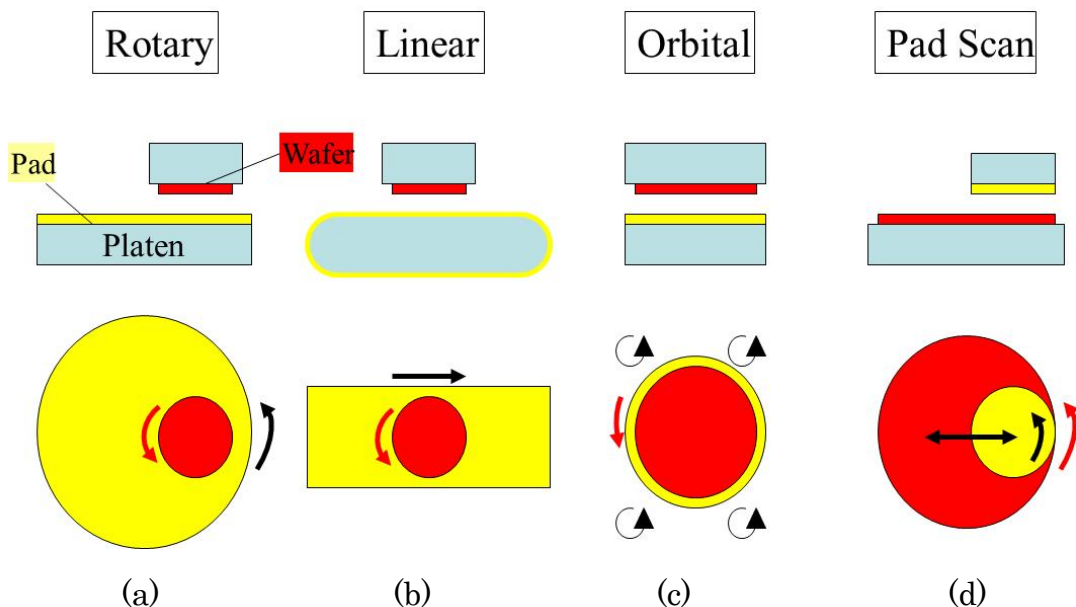 Rotary
Linear
Orbital
Pad Scan
Pad
Wafer
Platen
(a)
(b)
(c)
(d)